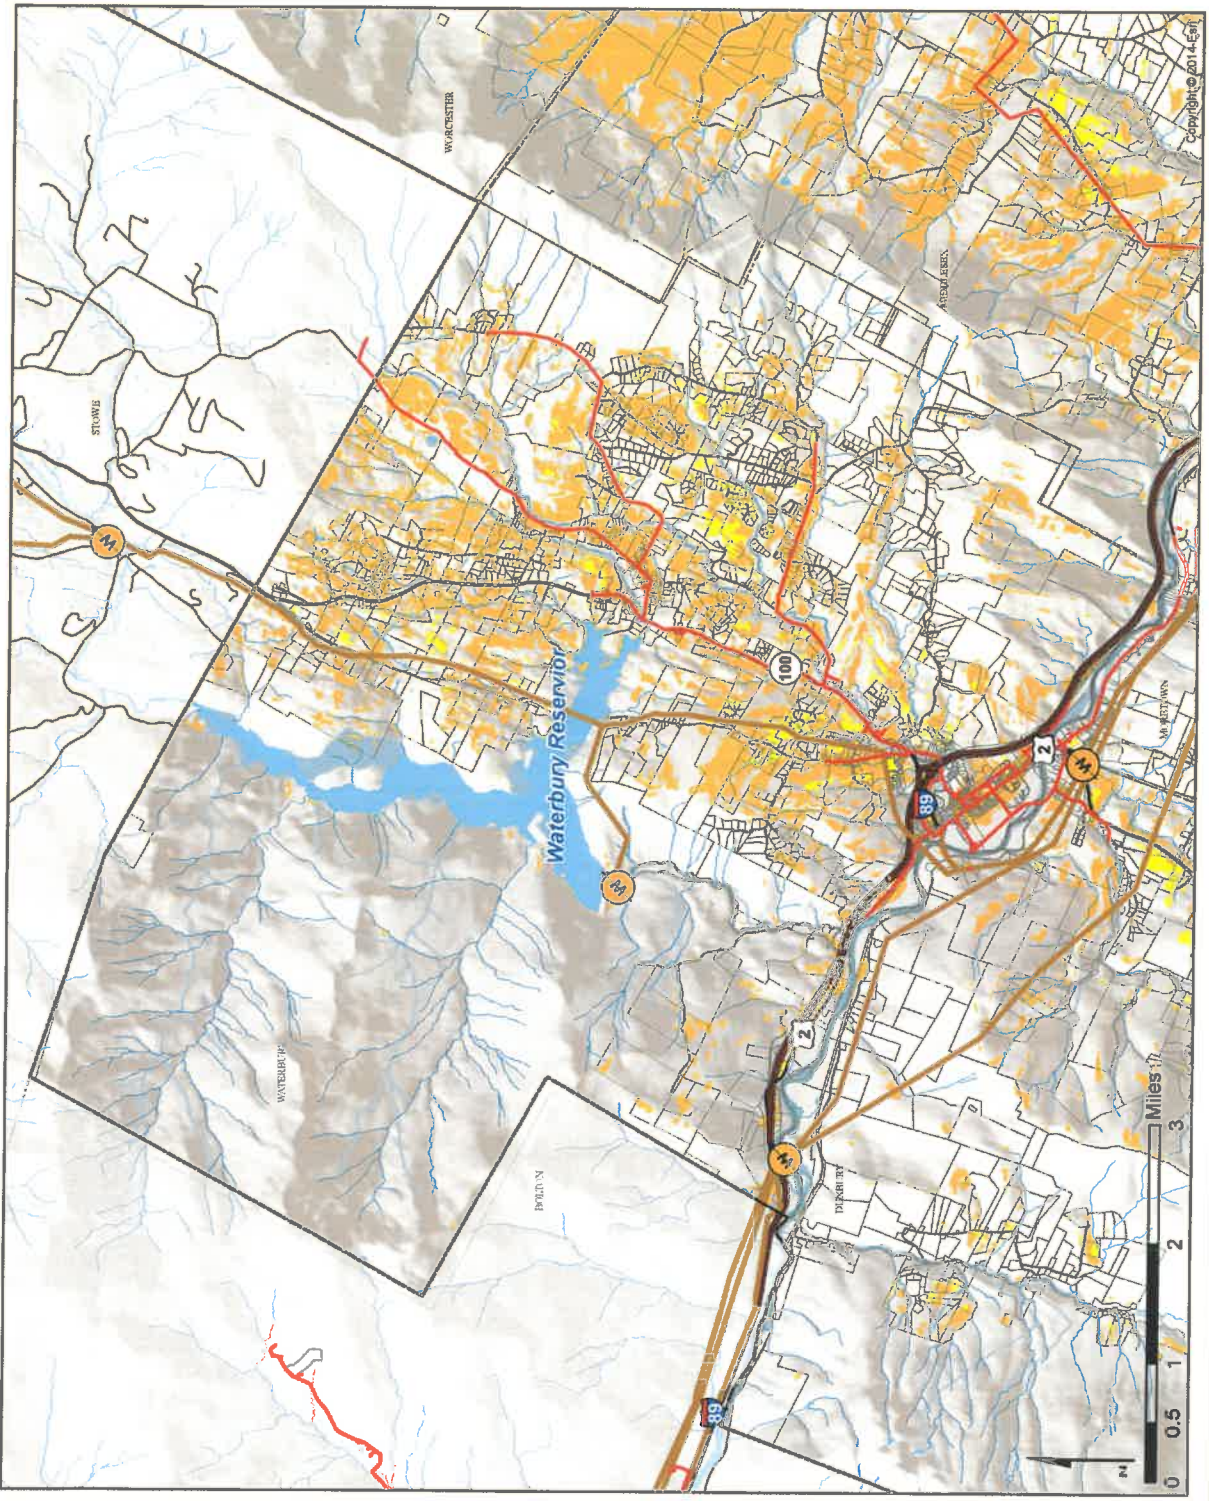 STOWE
WORCESTER
WATERBURY
Waterbury Reservior
BOLTON
MIDDLESEX
100
89
2
2
DUXBURY
MORETOWN
89
N
0 0.5 1 2 3
Miles
Copyright:© 2014 Esri